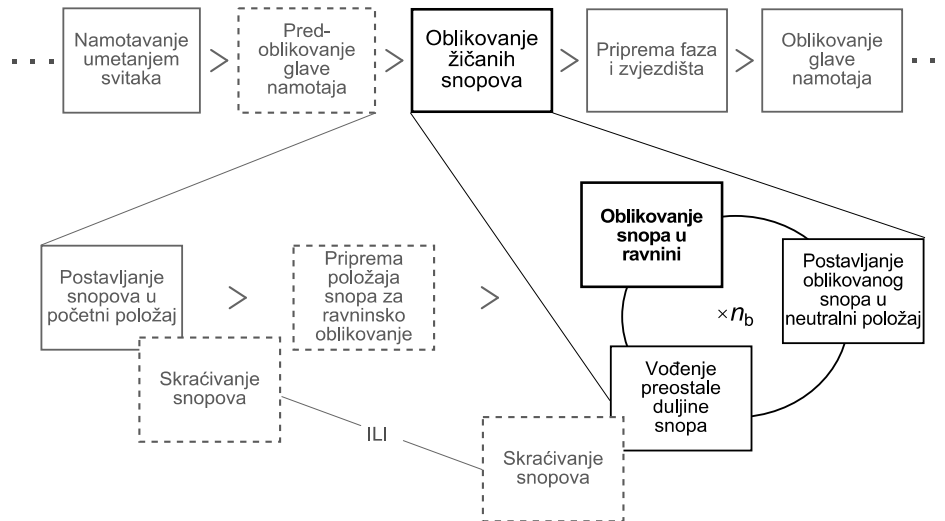 Namotavanje
umetanjem
svitaka
Pred-
oblikovanje
glave
namotaja
Oblikovanje
žičanih
snopova
Priprema faza
i zvjezdišta
Oblikovanje
glave
namotaja
Postavljanje
snopova u
početni položaj
Skraćivanje
snopova
Priprema
položaja
snopa za
ravninsko
oblikovanje
ILI
Skraćivanje
snopova
Oblikovanje
snopa u
ravnini
Postavljanje
oblikovanog
snopa u
neutralni položaj
×n_b
Vođenje
preostale
duljine
snopa